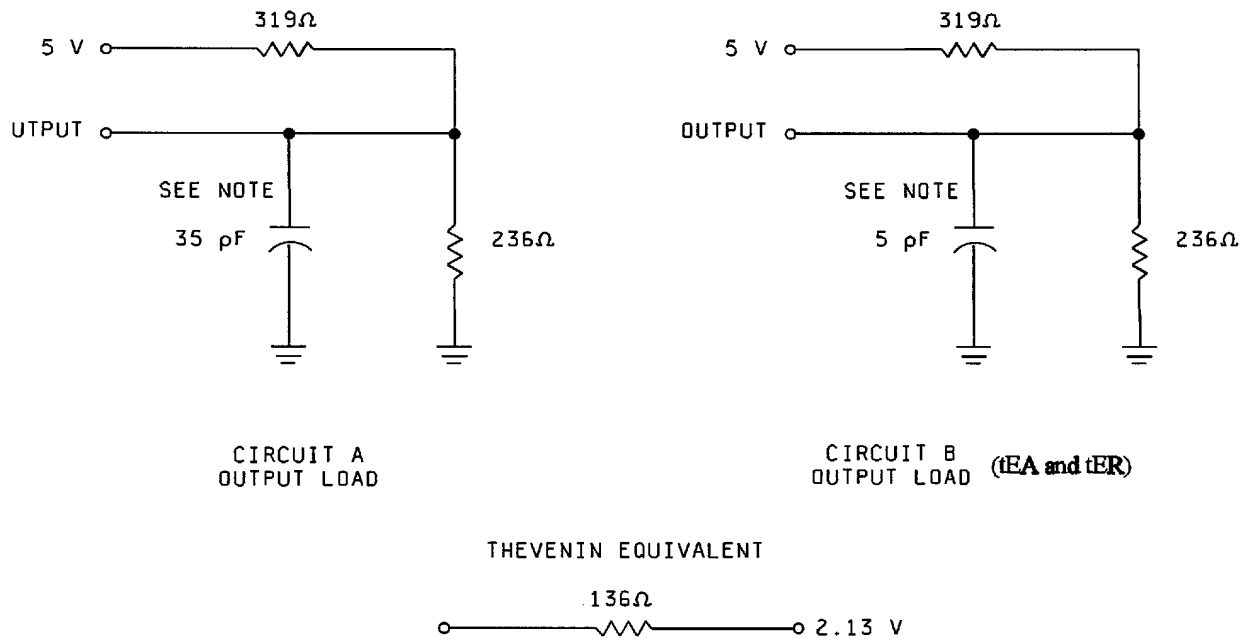 319Ω
5 V
UTPUT
SEE NOTE
35 pF
236Ω
CIRCUIT A
OUTPUT LOAD
319Ω
5 V
OUTPUT
SEE NOTE
5 pF
236Ω
CIRCUIT B
OUTPUT LOAD (tEA and tER)
THEVENIN EQUIVALENT
136Ω
2.13 V